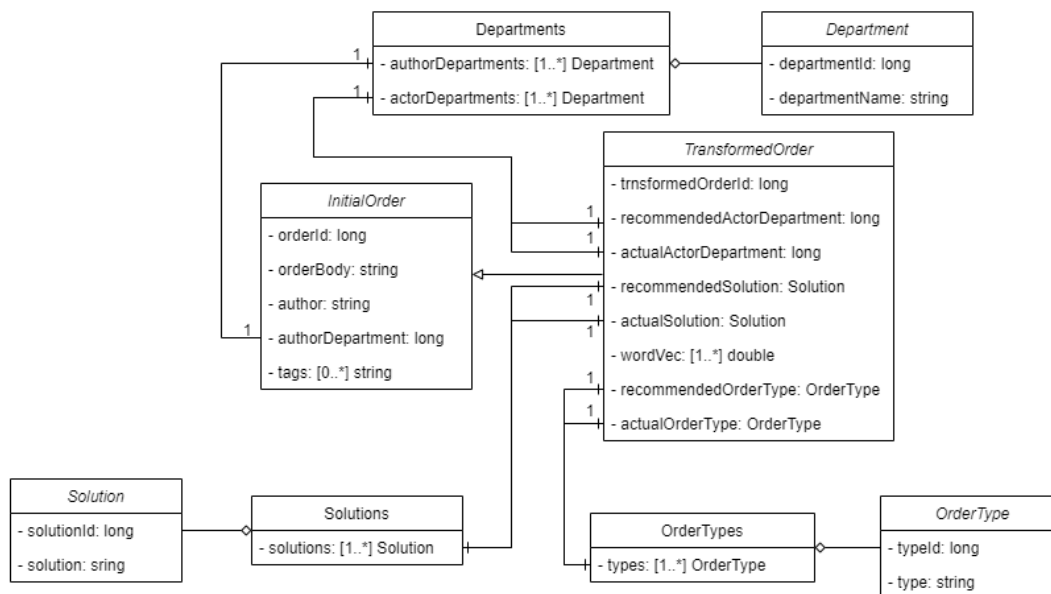 Departments
- authorDepartments: [1..*] Department
- actorDepartments: [1..*] Department
1
1
Department
- departmentId: long
- departmentName: string
TransformedOrder
- trnsformedOrderId: long
- recommendedActorDepartment: long
- actualActorDepartment: long
- recommendedSolution: Solution
- actualSolution: Solution
- wordVec: [1..*] double
- recommendedOrderType: OrderType
- actualOrderType: OrderType
1
1
1
1
1
1
InitialOrder
- orderId: long
- orderBody: string
- author: string
- authorDepartment: long
- tags: [0..*] string
1
Solution
- solutionId: long
- solution: sring
Solutions
- solutions: [1..*] Solution
OrderTypes
- types: [1..*] OrderType
OrderType
- typeId: long
- type: string